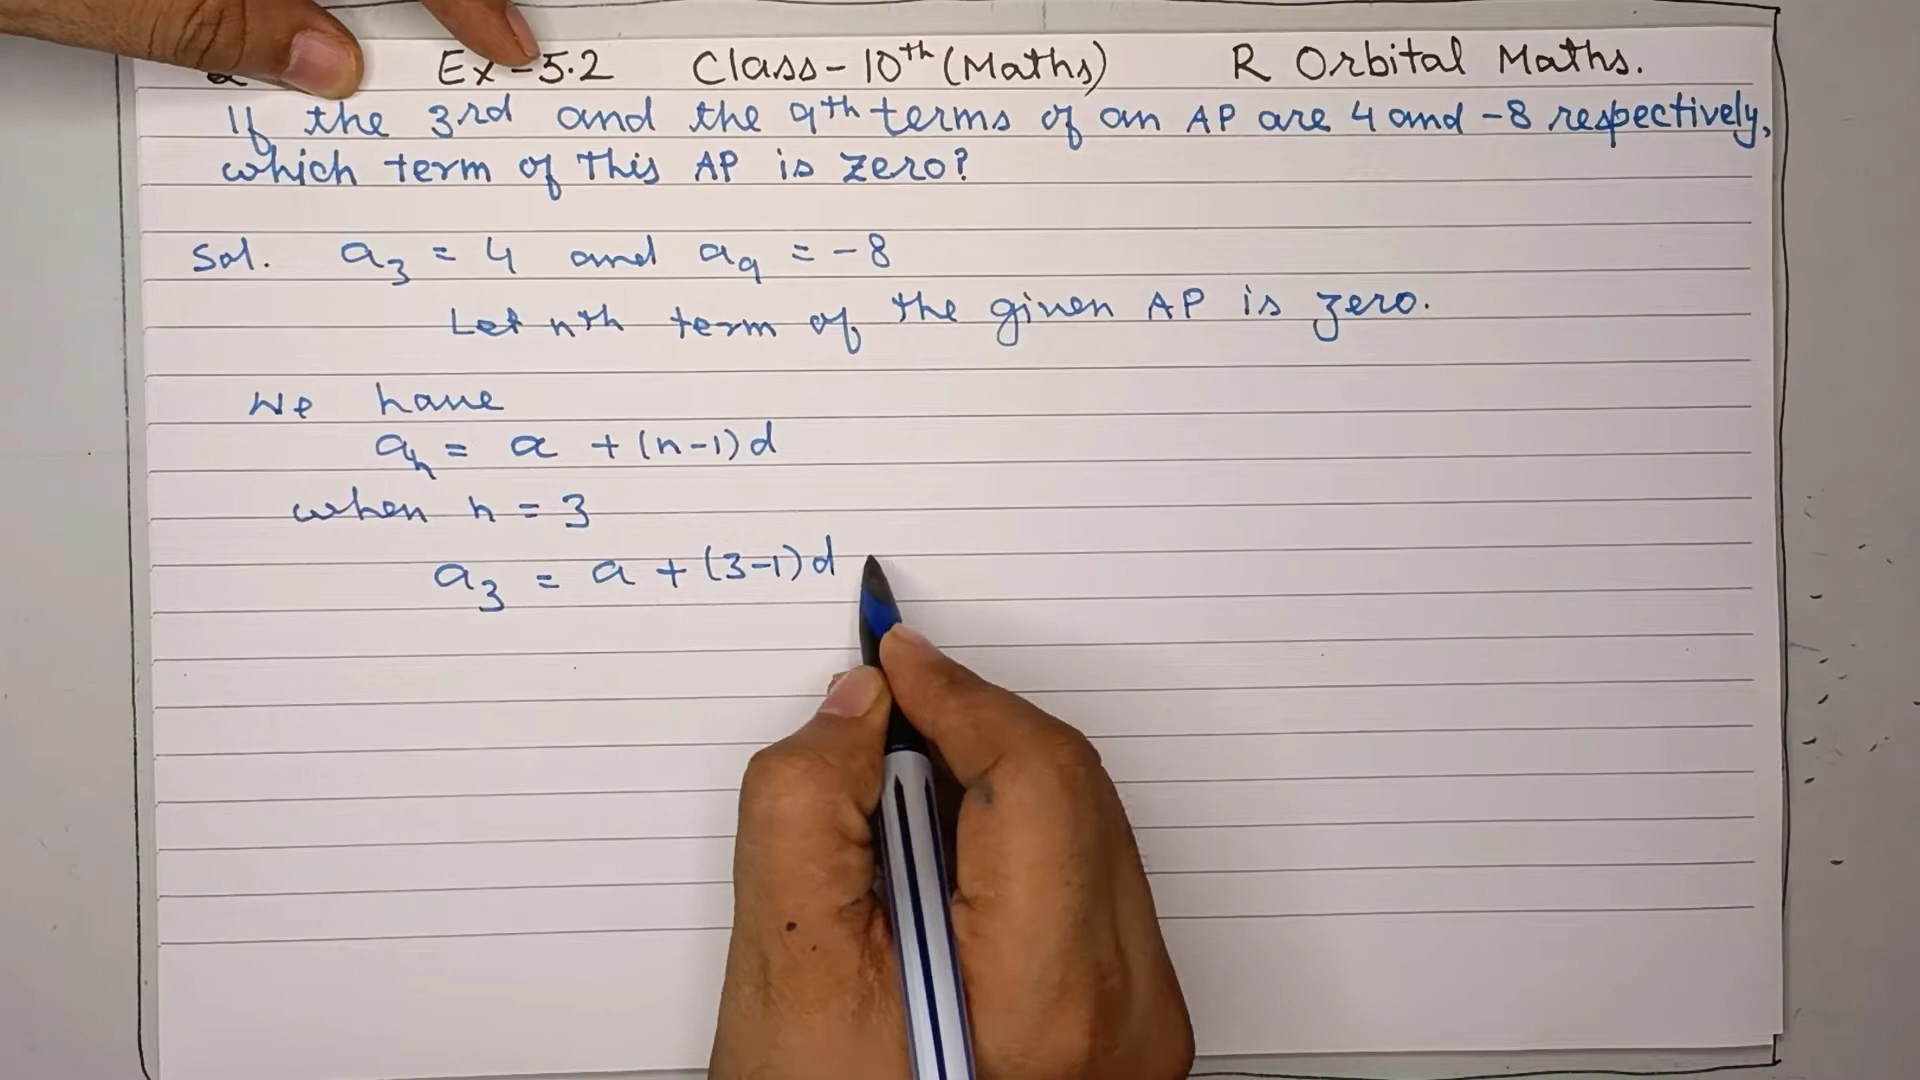 Ex-5.2 Class-10th (Maths) R Orbital Maths.
If the 3rd and the 9th terms of an AP are 4 and -8 respectively,
which term of this AP is zero?
Sol. a₃ = 4 and a₉ = -8
Let nth term of the given AP is zero.
We have
aₙ = a + (n-1)d
when n = 3
a₃ = a + (3-1)d